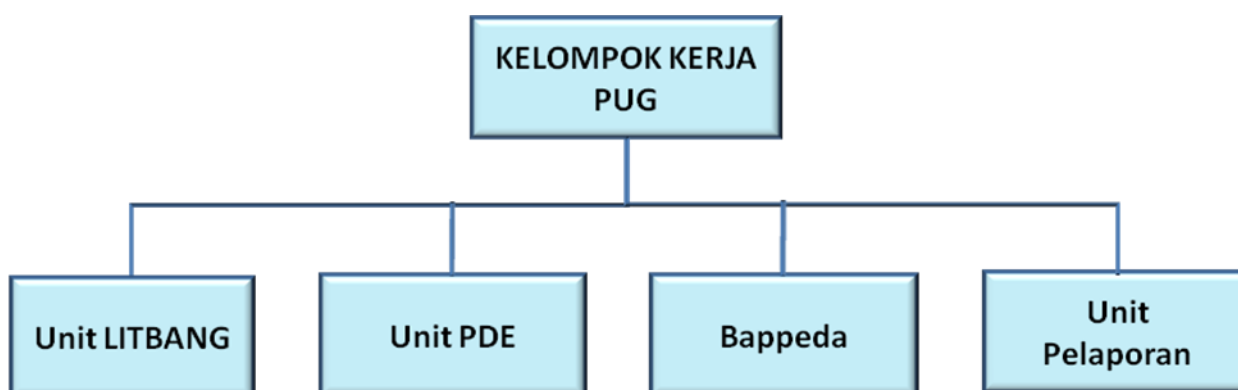 KELOMPOK KERJA
PUG
Unit LITBANG
Unit PDE
Bappeda
Unit
Pelaporan